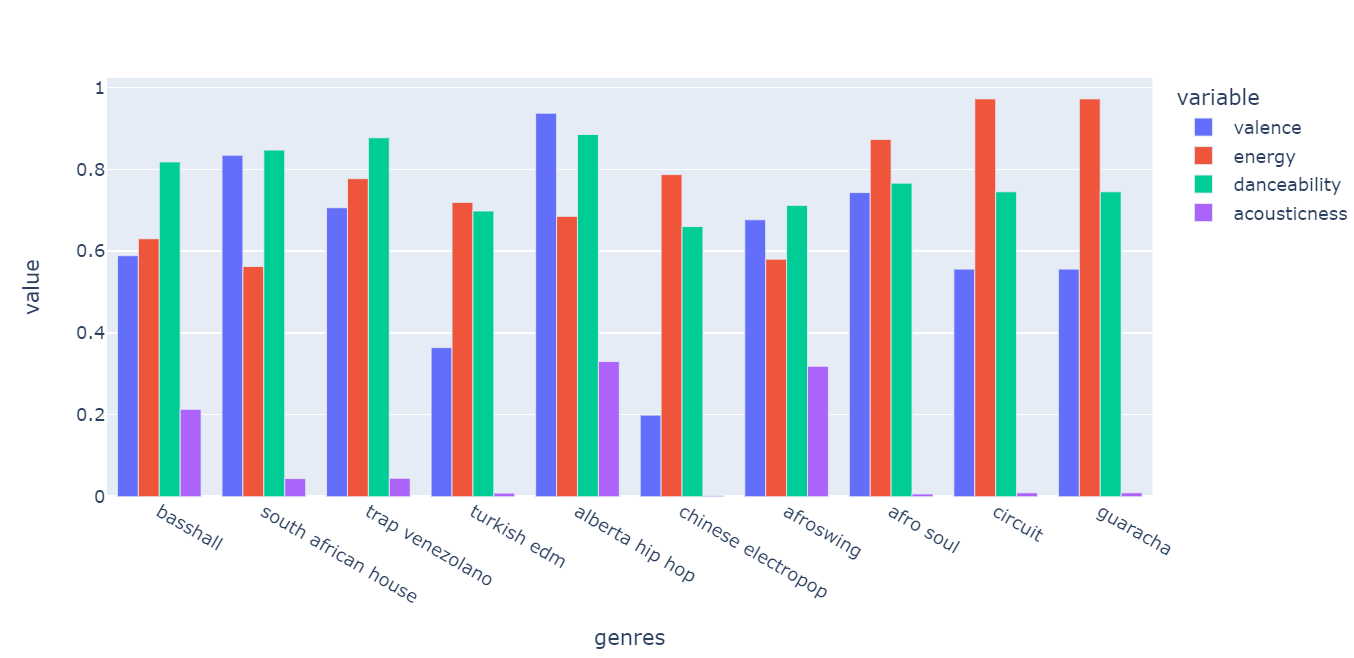 1
0.8
0.6
0.4
0.2
0
value
basshall
south african house
trap venezolano
turkish edm
alberta hip hop
chinese electropop
afroswing
afro soul
circuit
guaracha
genres
variable
valence
energy
danceability
acousticness